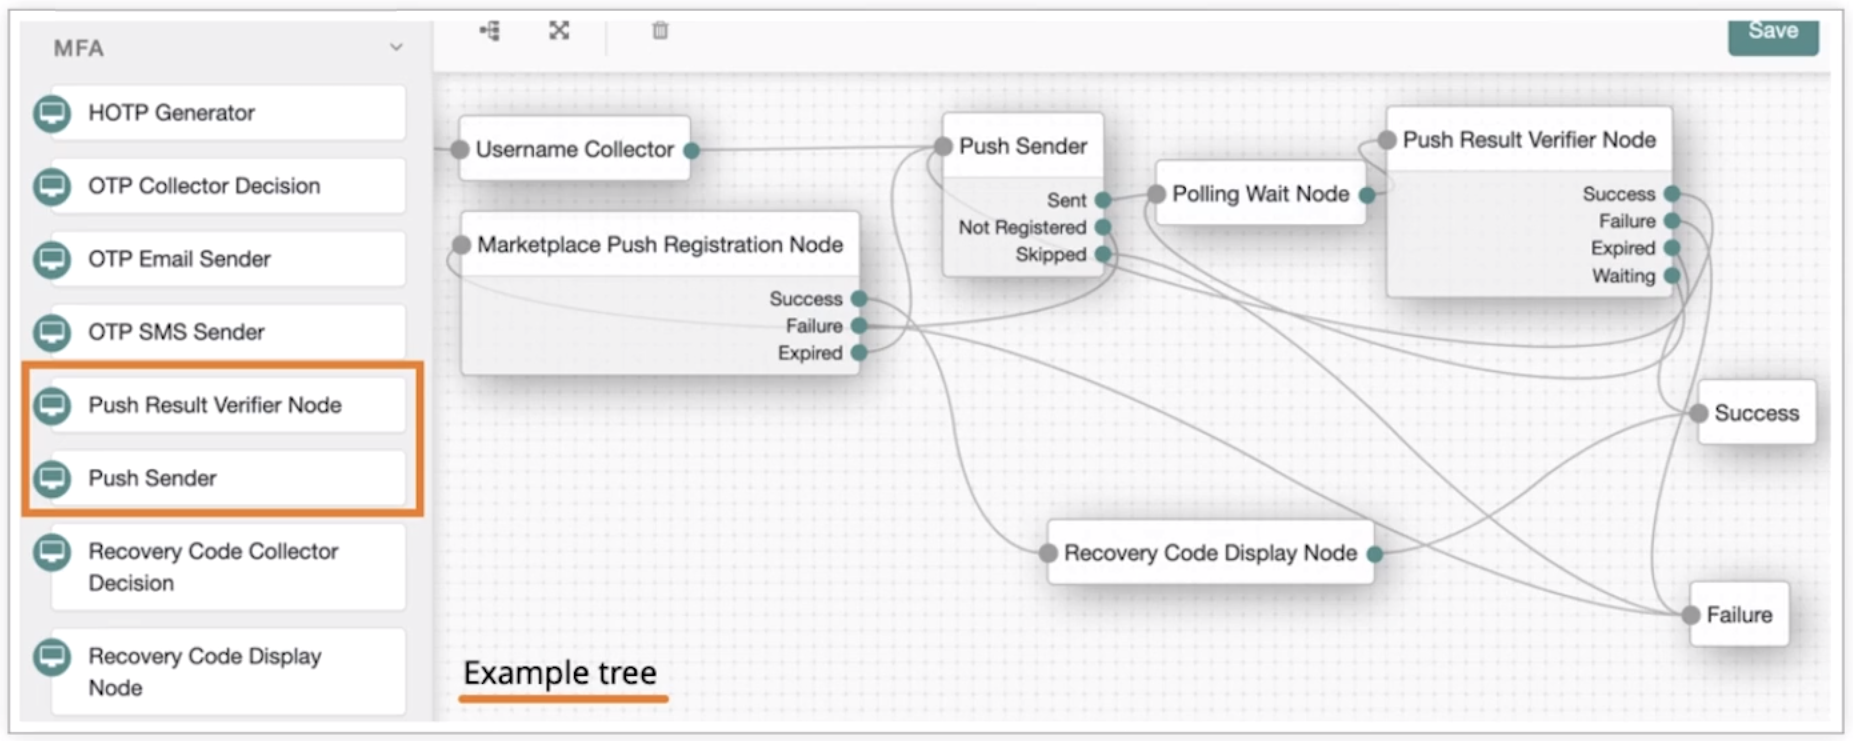 MFA
HOTP Generator
OTP Collector Decision
OTP Email Sender
OTP SMS Sender
Push Result Verifier Node
Push Sender
Recovery Code Collector
Decision
Recovery Code Display
Node
Save
Username Collector
Marketplace Push Registration Node
Success
Failure
Expired
Push Sender
Sent
Not Registered
Skipped
Polling Wait Node
Push Result Verifier Node
Success
Failure
Expired
Waiting
Success
Recovery Code Display Node
Failure
Example tree